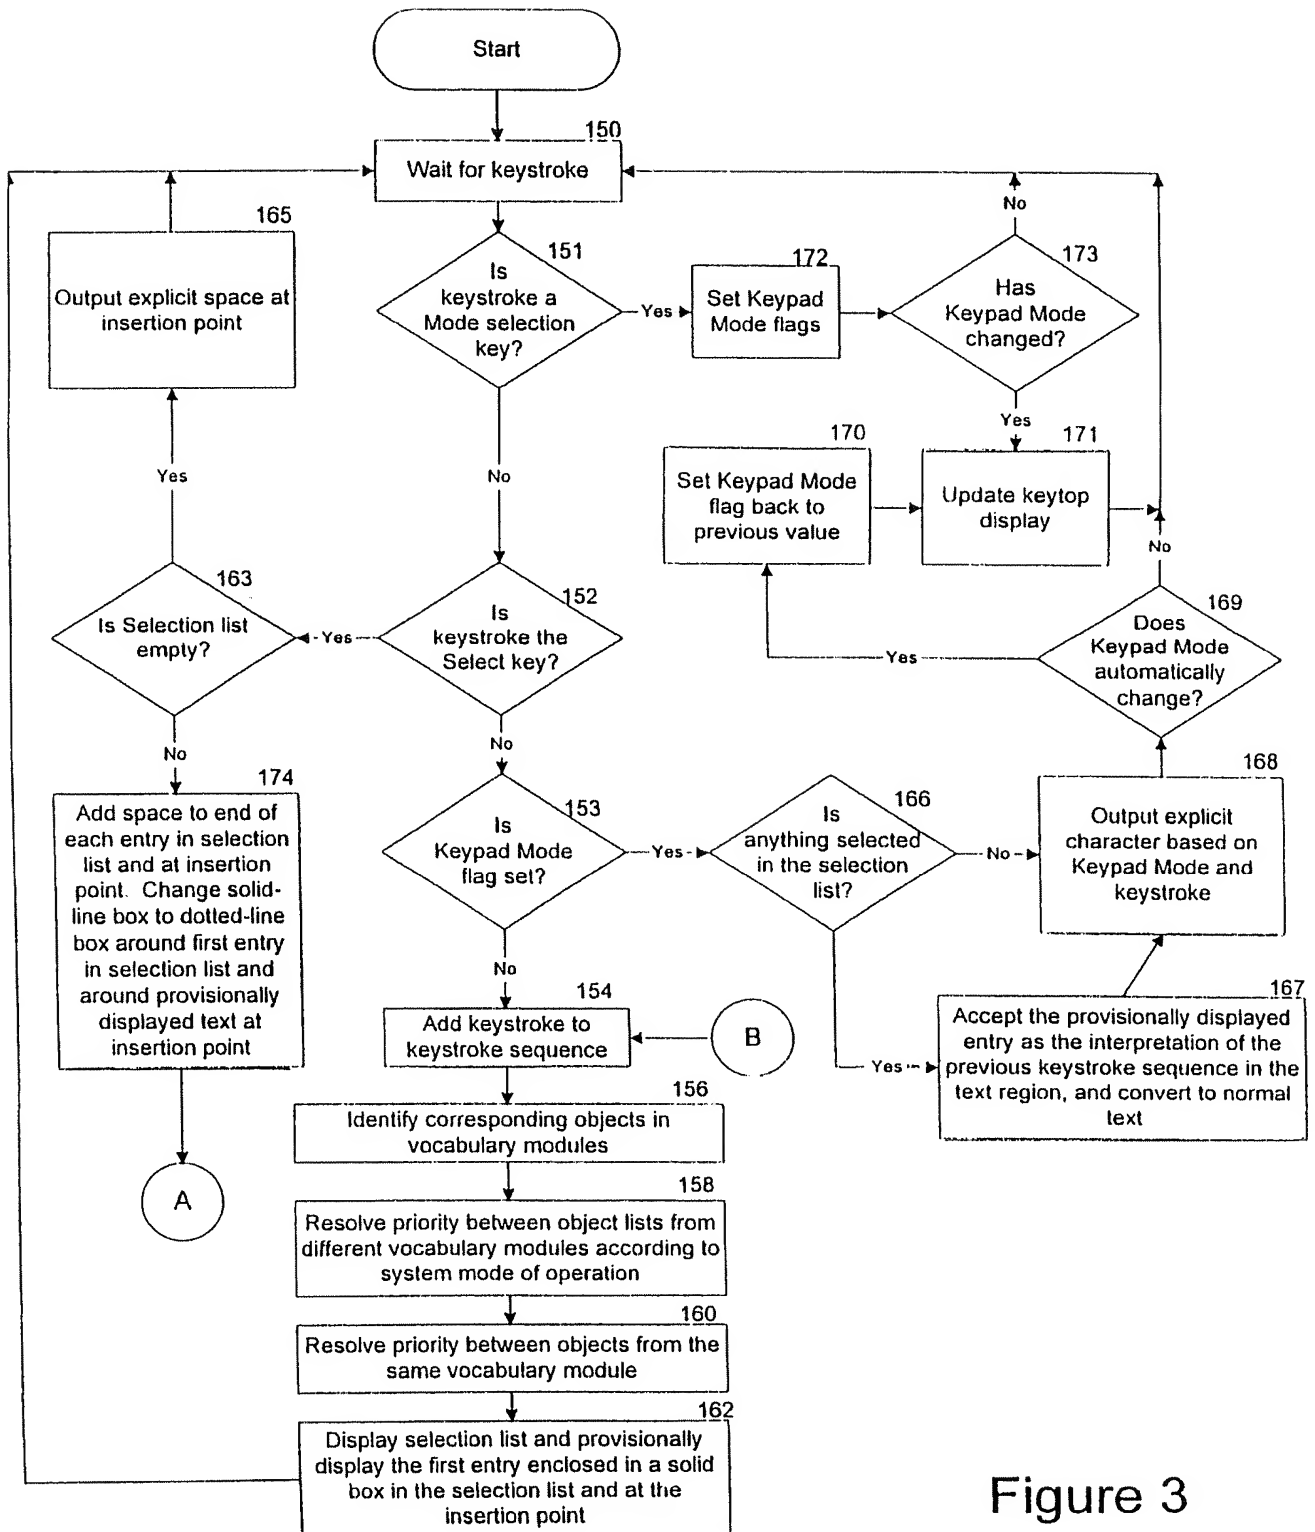 Start
150
Wait for keystroke
165
Output explicit space at
insertion point
151
Is
keystroke a
Mode selection
key?
Yes
172
Set Keypad
Mode flags
No
173
Has
Keypad Mode
changed?
Yes
170
Set Keypad Mode
flag back to
previous value
171
Update keytop
display
No
Yes
No
163
Is Selection list
empty?
Yes
152
Is
keystroke the
Select key?
169
Does
Keypad Mode
automatically
change?
Yes
No
174
Add space to end of
each entry in selection
list and at insertion
point. Change solid-
line box to dotted-line
box around first entry
in selection list and
around provisionally
displayed text at
insertion point
No
153
Is
Keypad Mode
flag set?
Yes
166
Is
anything selected
in the selection
list?
No
168
Output explicit
character based on
Keypad Mode and
keystroke
No
154
Add keystroke to
keystroke sequence
B
Yes
167
Accept the provisionally displayed
entry as the interpretation of the
previous keystroke sequence in the
text region, and convert to normal
text
156
Identify corresponding objects in
vocabulary modules
A
158
Resolve priority between object lists from
different vocabulary modules according to
system mode of operation
160
Resolve priority between objects from the
same vocabulary module
162
Display selection list and provisionally
display the first entry enclosed in a solid
box in the selection list and at the
insertion point
Figure 3